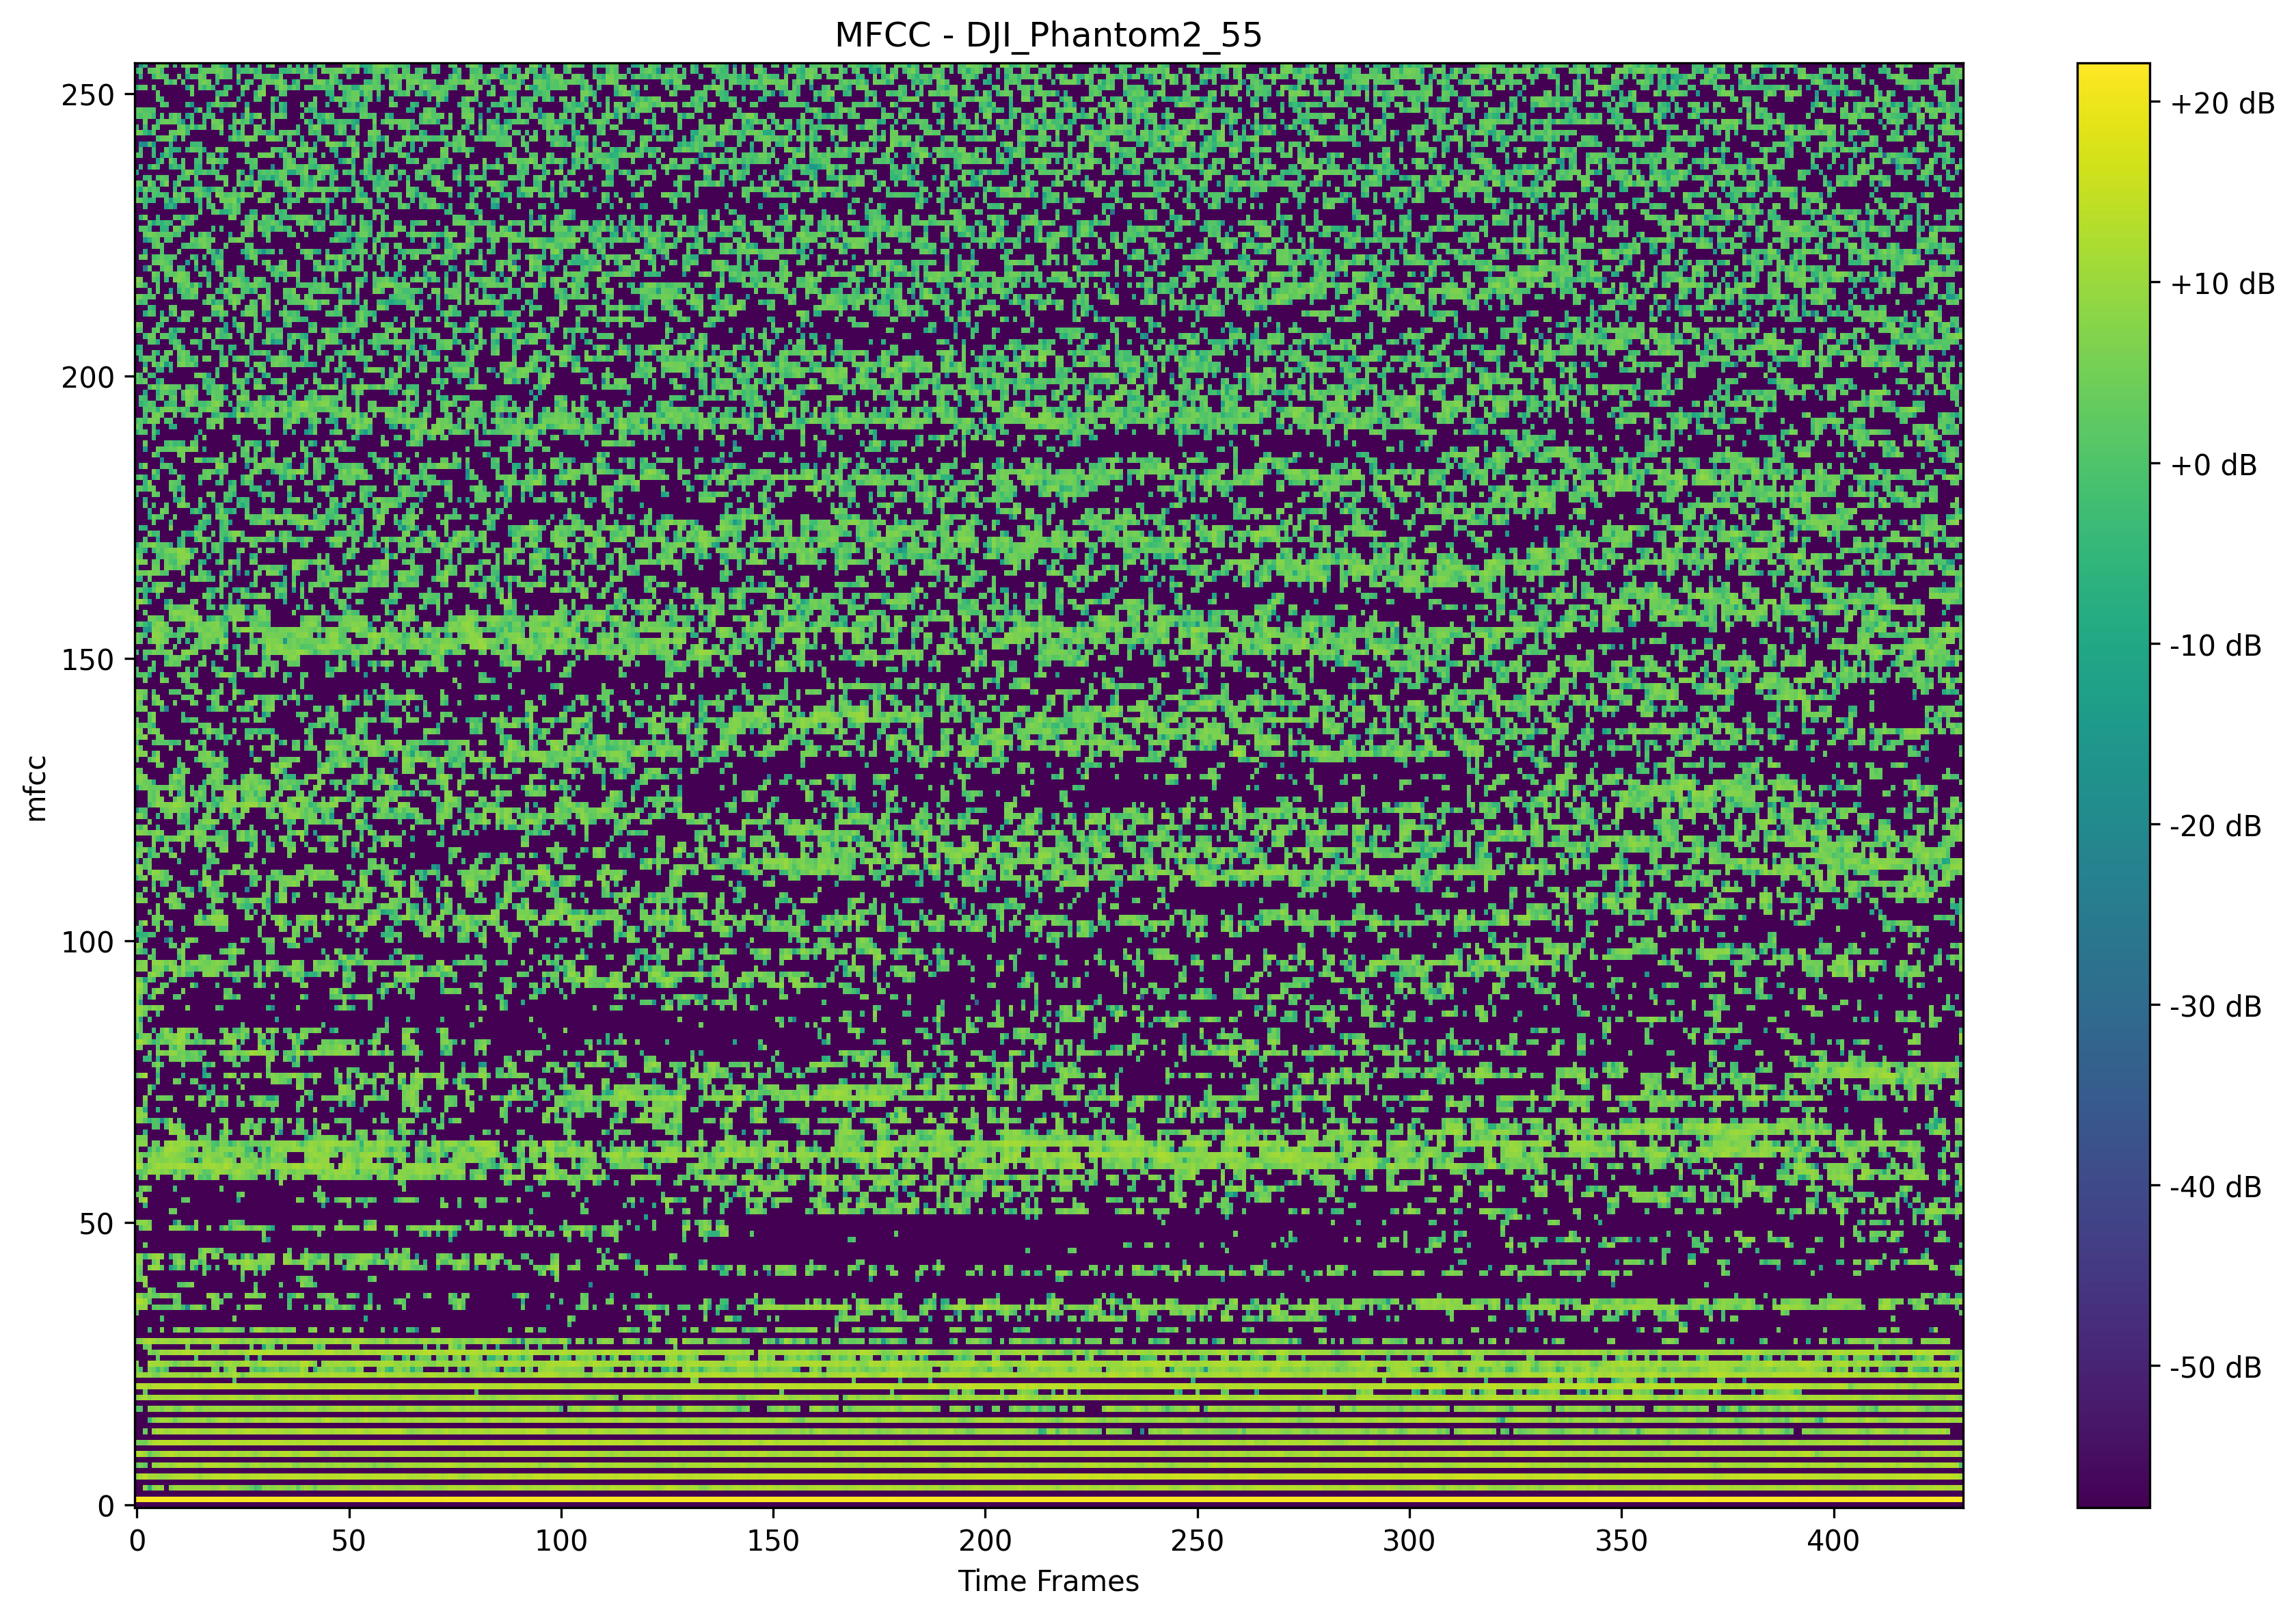 MFCC - DJI_Phantom2_55
250
200
150
100
50
0
mfcc
0 50 100 150 200 250 300 350 400
Time Frames
+20 dB
+10 dB
+0 dB
-10 dB
-20 dB
-30 dB
-40 dB
-50 dB